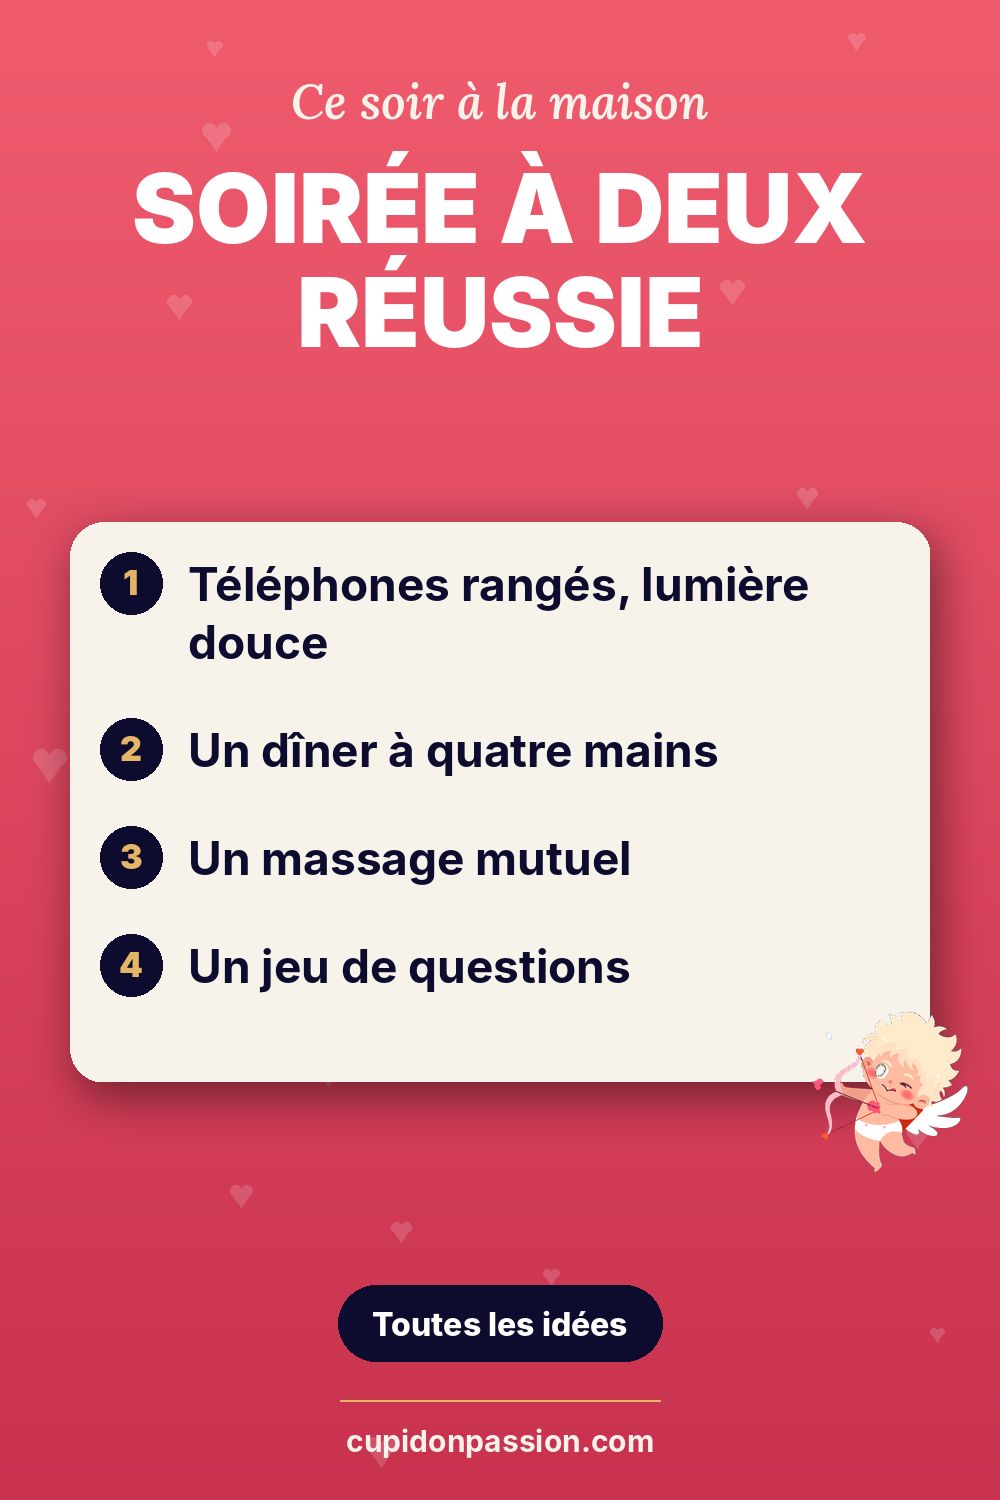 Ce soir à la maison
SOIRÉE À DEUX
RÉUSSIE
1 Téléphones rangés, lumière
douce
2 Un dîner à quatre mains
3 Un massage mutuel
4 Un jeu de questions
Toutes les idées
cupidonpassion.com